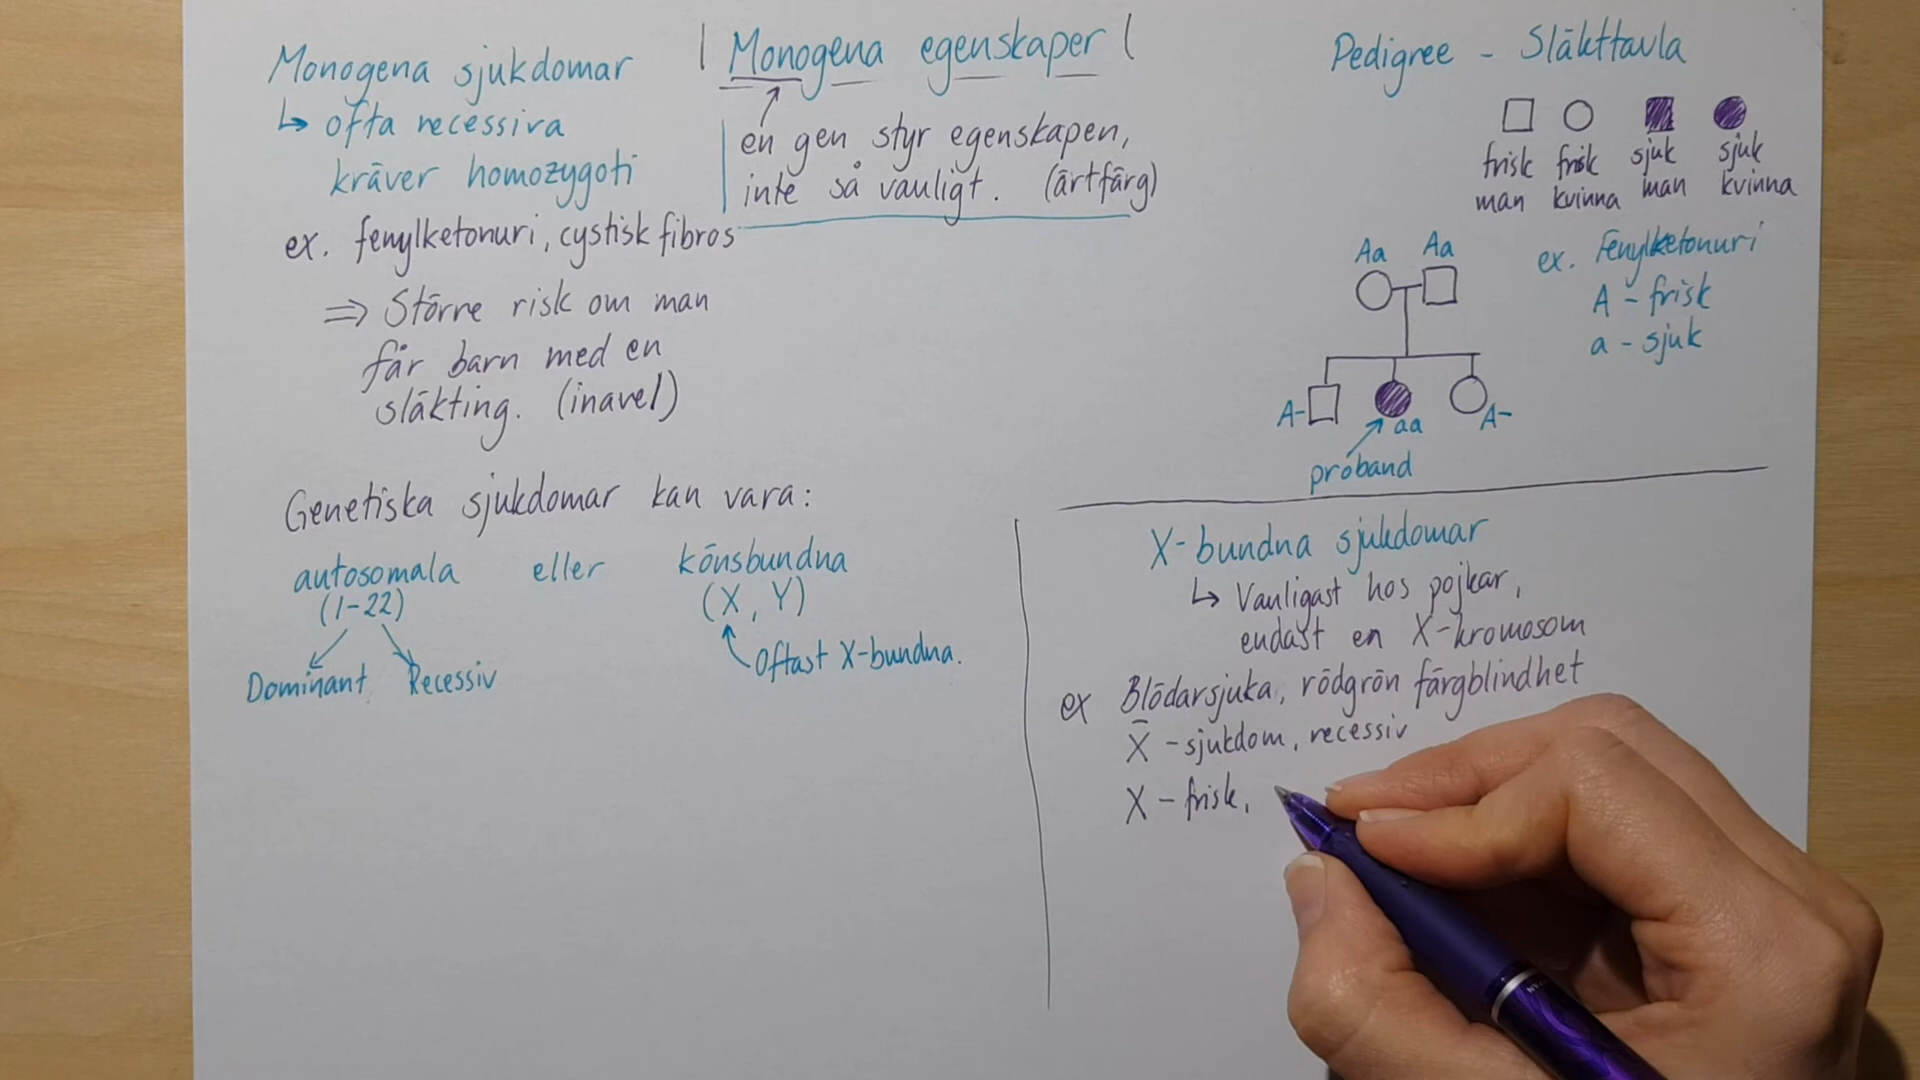 Monogena sjukdomar
↳ ofta recessiva
kräver homozygoti
ex. fenylketonuri, cystisk fibros
⇒ Större risk om man
får barn med en
släkting. (inavel)
Monogena egenskaper
en gen styr egenskapen,
inte så vanligt. (ärtfärg)
Pedigree - Släkttavla
frisk man
frisk kvinna
sjuk man
sjuk kvinna
ex. Fenylketonuri
A - frisk
a - sjuk
Aa Aa
A- aa A-
proband
Genetiska sjukdomar kan vara:
autosomala eller könsbundna
(1-22) (X, Y)
Dominant Recessiv
Oftast X-bundna.
X-bundna sjukdomar
↳ Vanligast hos pojkar,
endast en X-kromosom
ex Blödarsjuka, rödgrön färgblindhet
X̄ - sjukdom, recessiv
X - frisk,